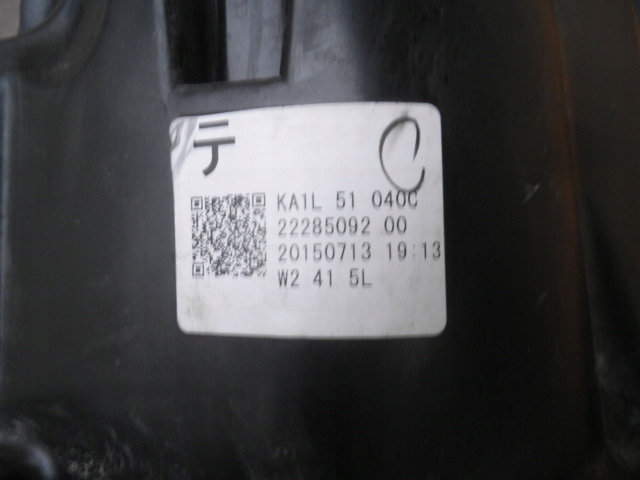 テ C
KA1L 51 040C
22285092 00
20150713 19:13
W2 41 5L